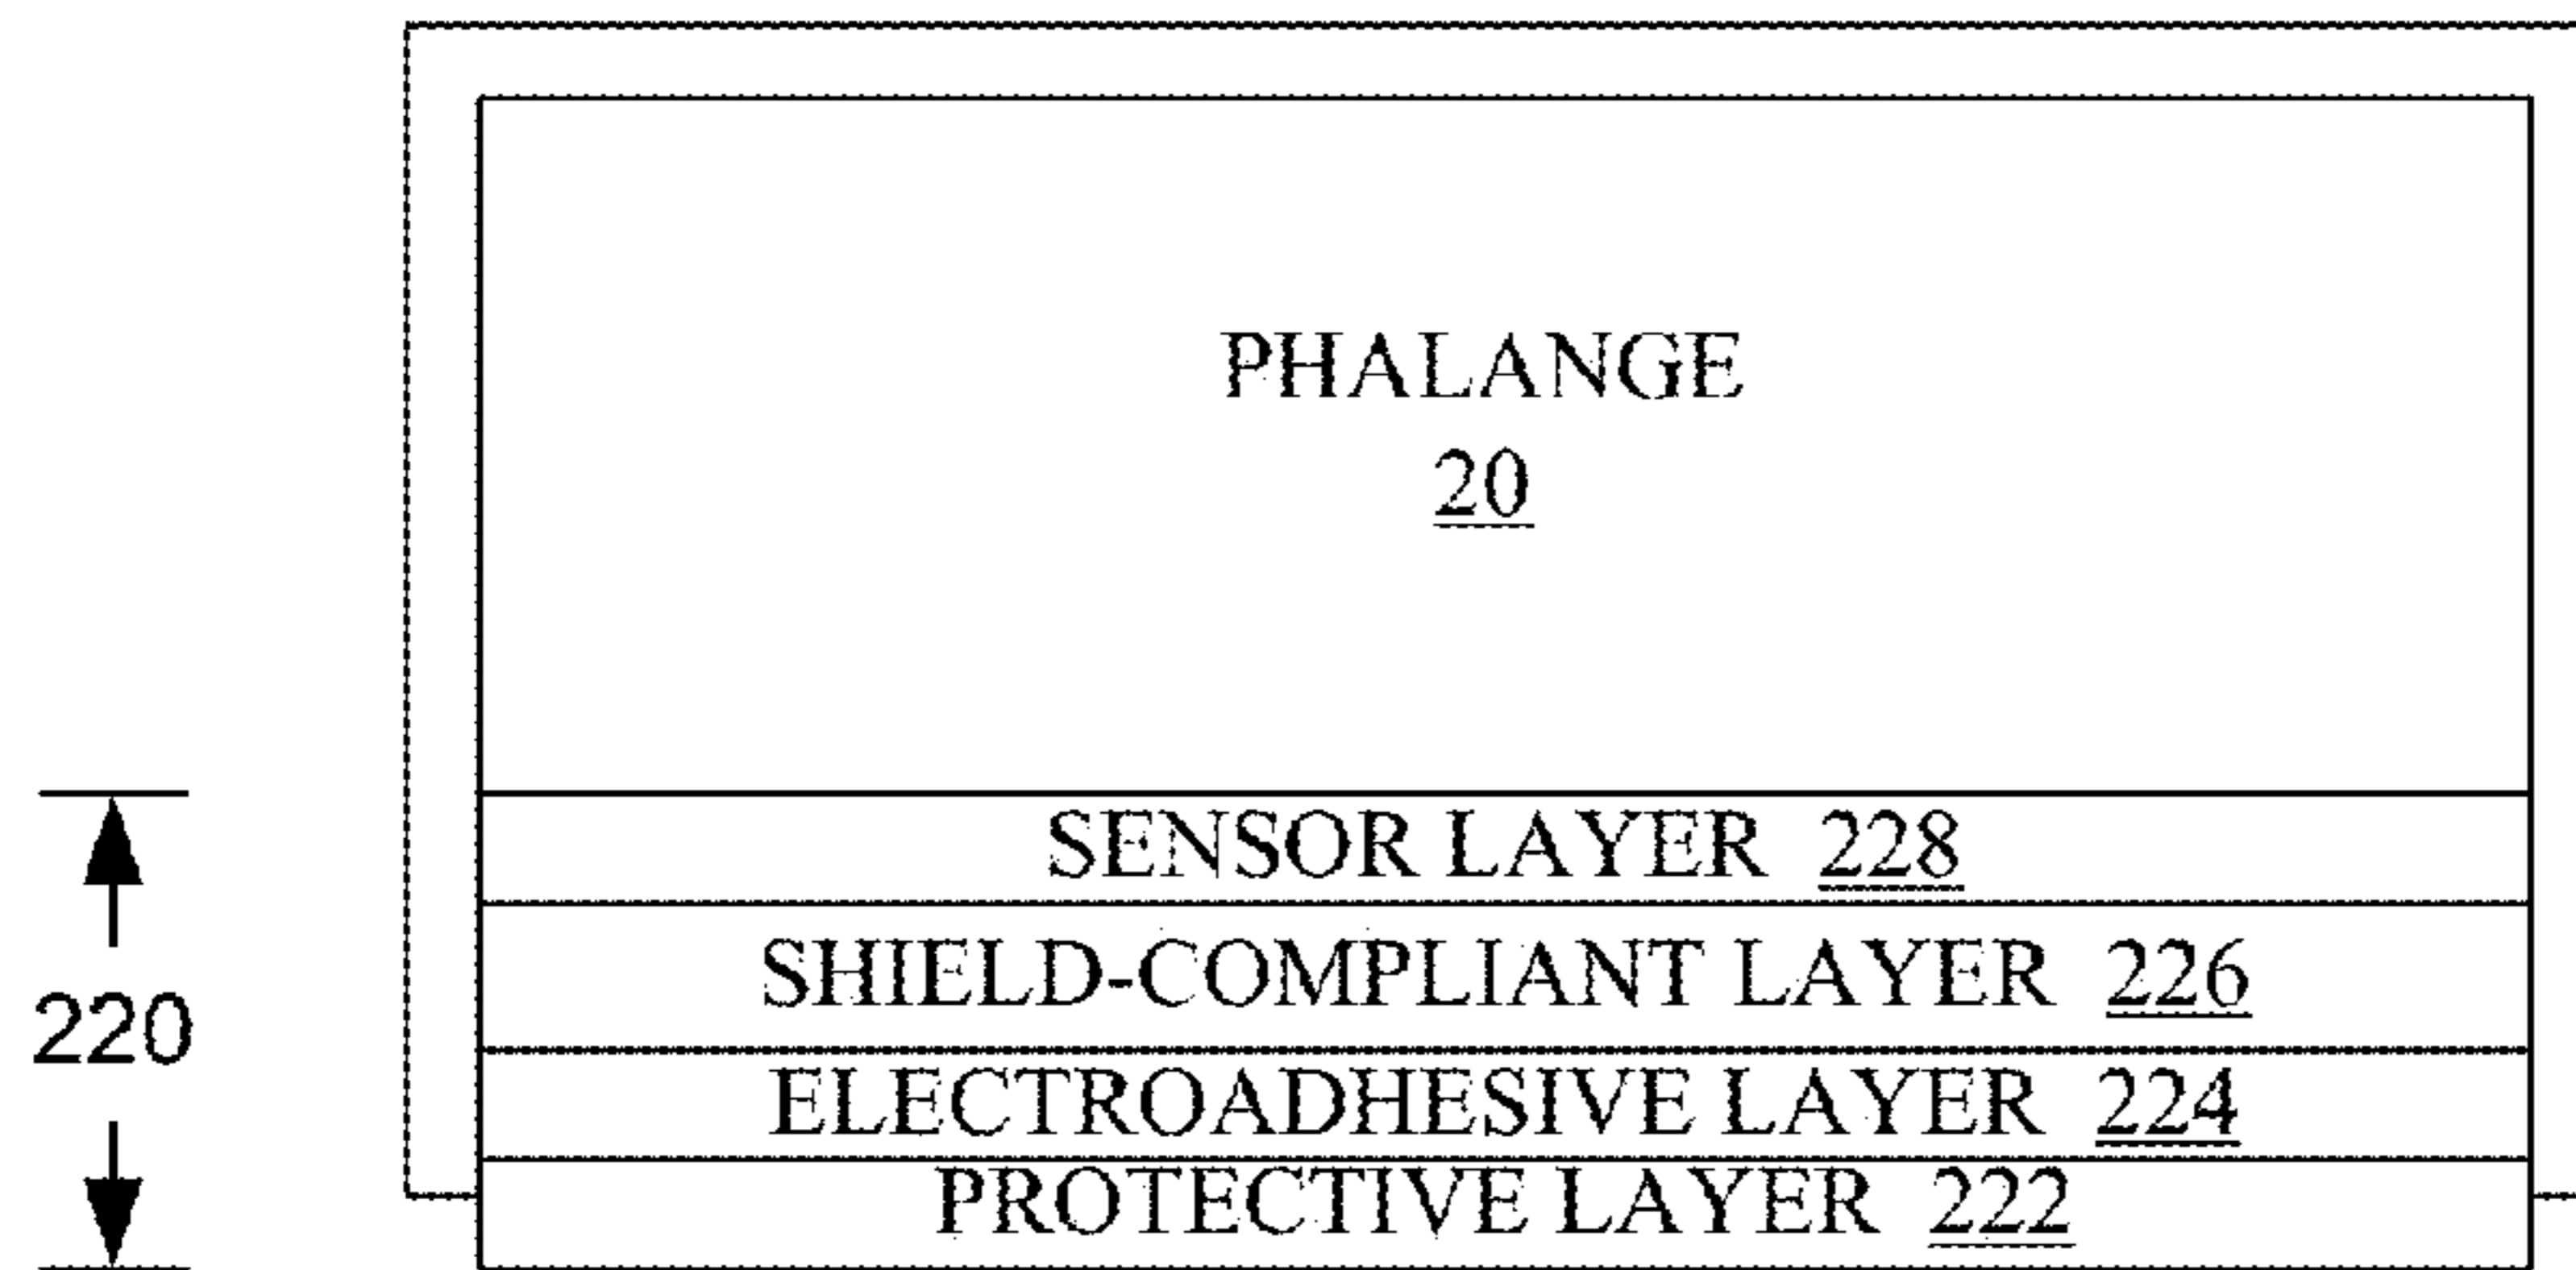 PHALANGE
20
SENSOR LAYER 228
SHIELD-COMPLIANT LAYER 226
220
ELECTROADHESIVE LAYER 224
PROTECTIVE LAYER 222